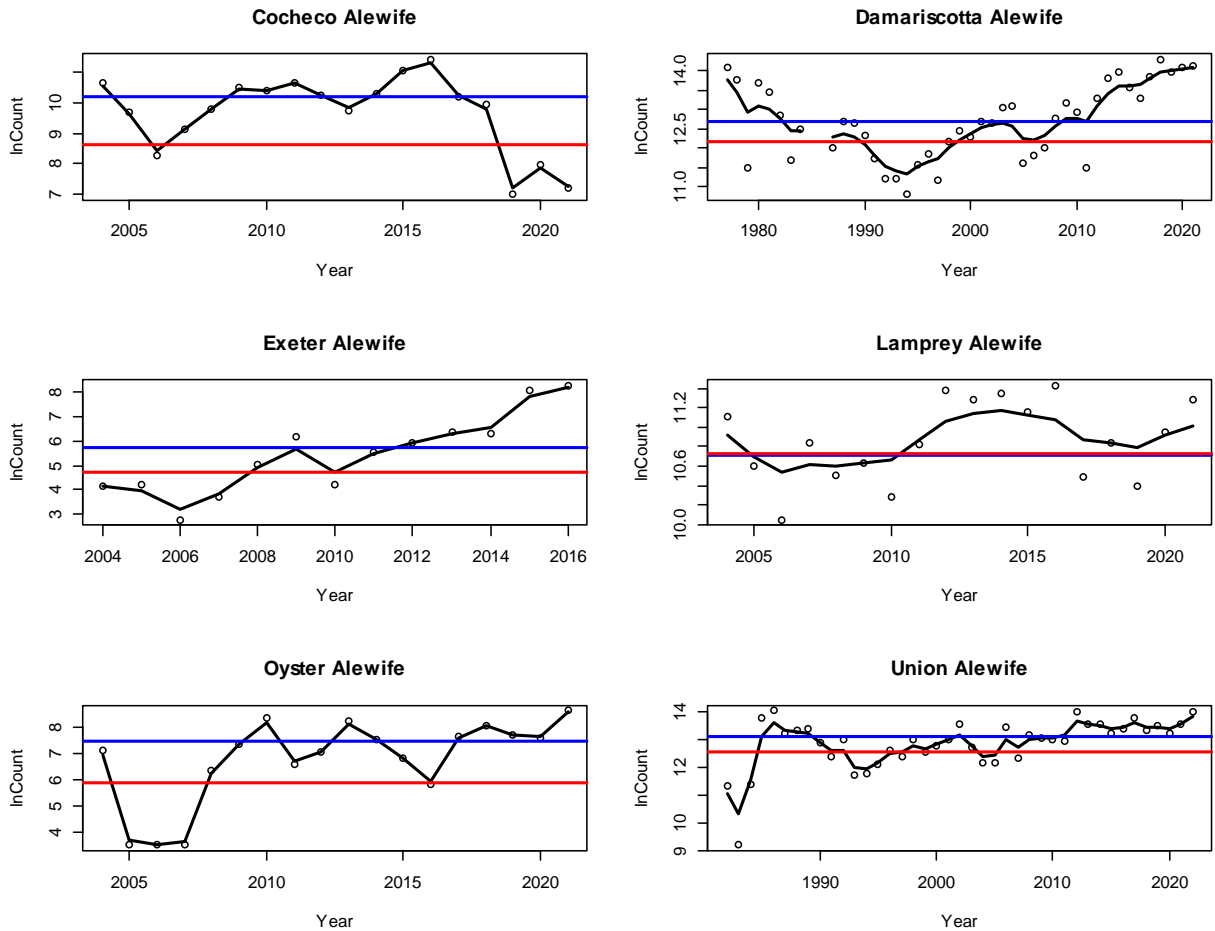 Cocheco Alewife
lnCount
10
9
8
7
2005 2010 2015 2020
Year
Damariscotta Alewife
lnCount
14.0
12.5
11.0
1980 1990 2000 2010 2020
Year
Exeter Alewife
lnCount
8
7
6
5
4
3
2004 2006 2008 2010 2012 2014 2016
Year
Lamprey Alewife
lnCount
11.2
10.6
10.0
2005 2010 2015 2020
Year
Oyster Alewife
lnCount
8
7
6
5
4
2005 2010 2015 2020
Year
Union Alewife
lnCount
14
12
10
9
1990 2000 2010 2020
Year